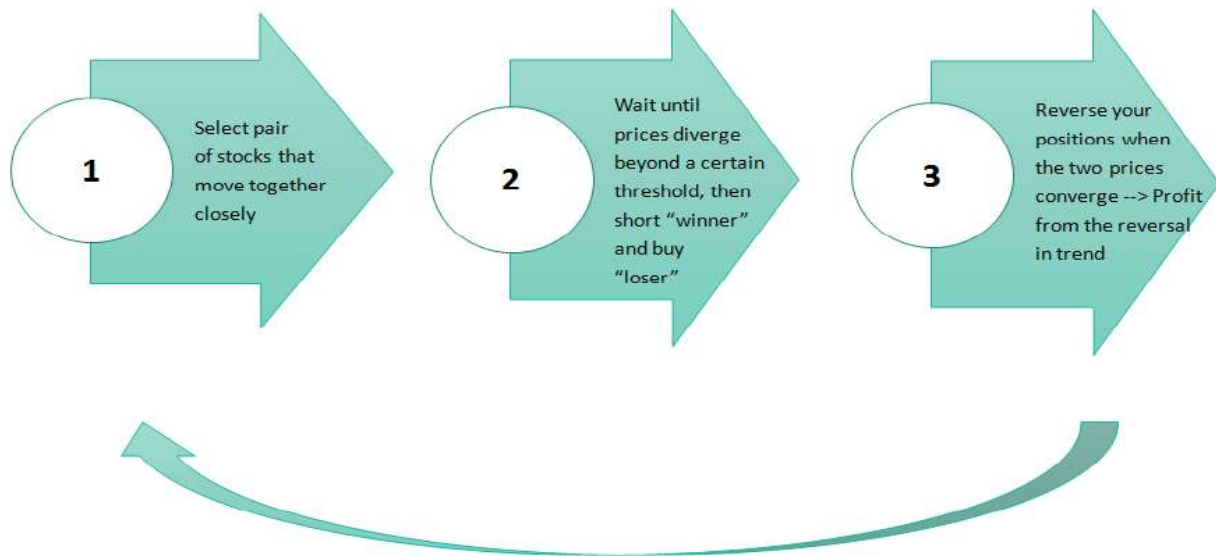 1
Select pair
of stocks that
move together
closely
2
Wait until
prices diverge
beyond a certain
threshold, then
short “winner”
and buy
“loser”
3
Reverse your
positions when
the two prices
converge --> Profit
from the reversal
in trend